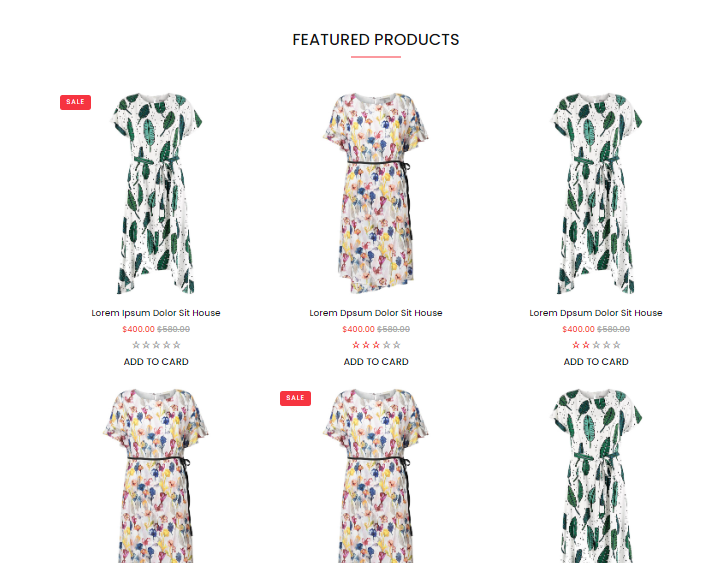 FEATURED PRODUCTS
SALE
Lorem Ipsum Dolor Sit House
Lorem Dpsum Dolor Sit House
Lorem Dpsum Dolor Sit House
$400.00 $580.00
$400.00 $580.00
$400.00 $580.00
ADD TO CARD
ADD TO CARD
ADD TO CARD
SALE